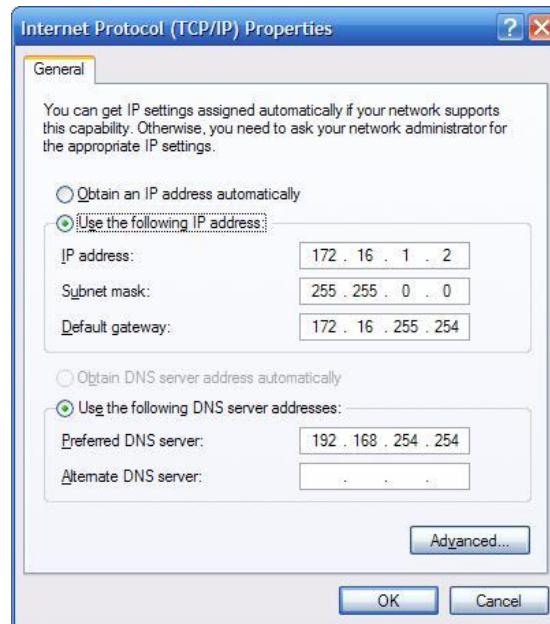 Internet Protocol (TCP/IP) Properties
General
You can get IP settings assigned automatically if your network supports
this capability. Otherwise, you need to ask your network administrator for
the appropriate IP settings.
Obtain an IP address automatically
Use the following IP address:
IP address: 172 . 16 . 1 . 2
Subnet mask: 255 . 255 . 0 . 0
Default gateway: 172 . 16 . 255 . 254
Obtain DNS server address automatically
Use the following DNS server addresses:
Preferred DNS server: 192 . 168 . 254 . 254
Alternate DNS server: . . .
Advanced...
OK Cancel